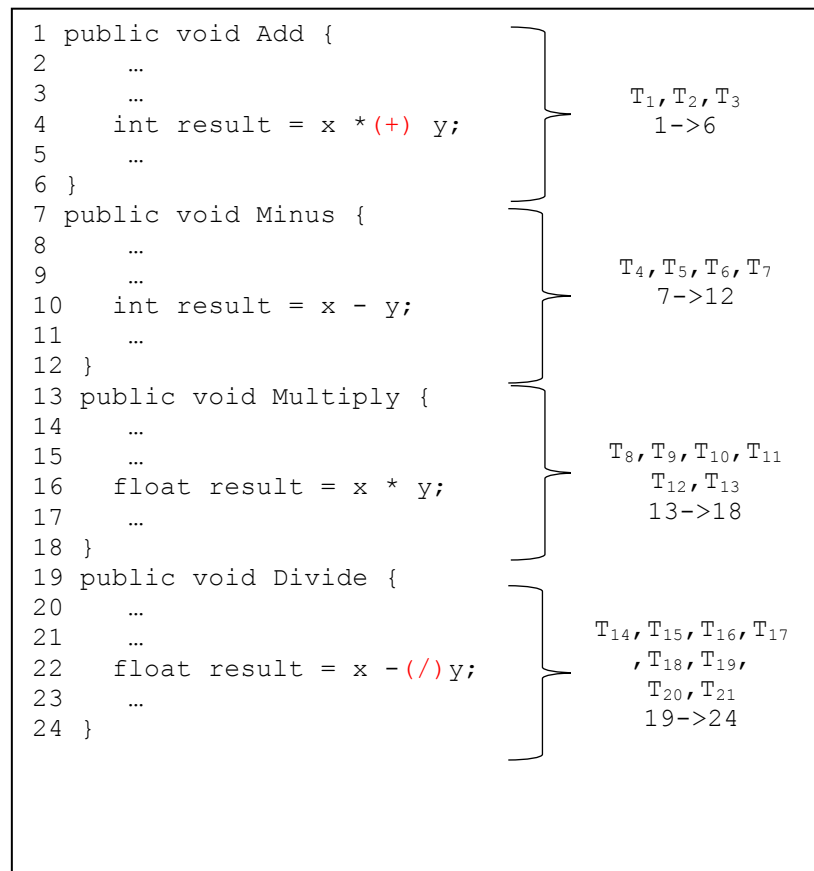 1 public void Add {
2 …
3 …
4 int result = x *(+) y;
5 …
6 }
7 public void Minus {
8 …
9 …
10 int result = x - y;
11 …
12 }
13 public void Multiply {
14 …
15 …
16 float result = x * y;
17 …
18 }
19 public void Divide {
20 …
21 …
22 float result = x -(/)y;
23 …
24 }
T₁,T₂,T₃
1->6
T₄,T₅,T₆,T₇
7->12
T₈,T₉,T₁₀,T₁₁
T₁₂,T₁₃
13->18
T₁₄,T₁₅,T₁₆,T₁₇
,T₁₈,T₁₉,
T₂₀,T₂₁
19->24